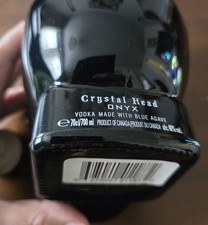 Crystal Head
ONYX
VODKA MADE WITH BLUE AGAVE
℮70cl/700 ml PRODUCT OF CANADA/PRODUIT DU CANADA alc. 40% vol.